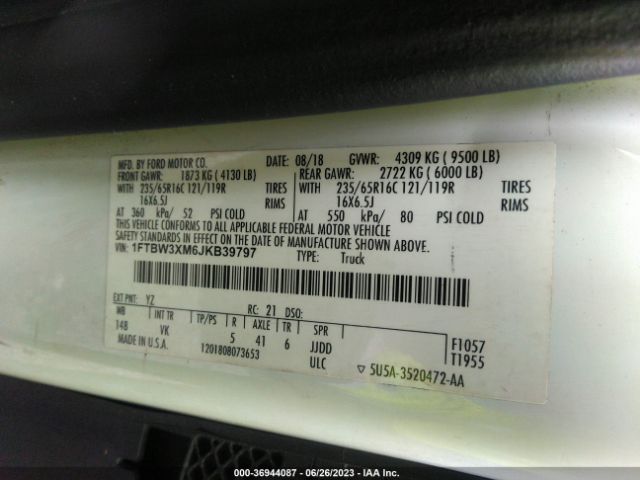 MFD. BY FORD MOTOR CO. 08/18 GVWR: 4309 KG ( 9500 LB)
FRONT GAWR: 1873 KG ( 4130 LB) REAR GAWR: 2722 KG ( 6000 LB)
WITH 235/65R16C 121/119R TIRES WITH 235/65R16C 121/119R TIRES
16X6.5J RIMS 16X6.5J RIMS
AT 360 kPa/ 52 PSI COLD AT 550 kPa/ 80 PSI COLD
THIS VEHICLE CONFORMS TO ALL APPLICABLE FEDERAL MOTOR VEHICLE
SAFETY STANDARDS IN EFFECT ON THE DATE OF MANUFACTURE SHOWN ABOVE.
VIN: 1FTBW3XM6JKB39797 TYPE: Truck
EXT PNT: YZ RC: 21 DSO:
WB INT TR TP/PS R AXLE TR SPR F1057
148 VK 5 41 6 JJDD T1955
MADE IN U.S.A. 1201808073653 ULC ▽ 5U5A-3520472-AA
000-36944087 / 06/26/2023 / IAA Inc.